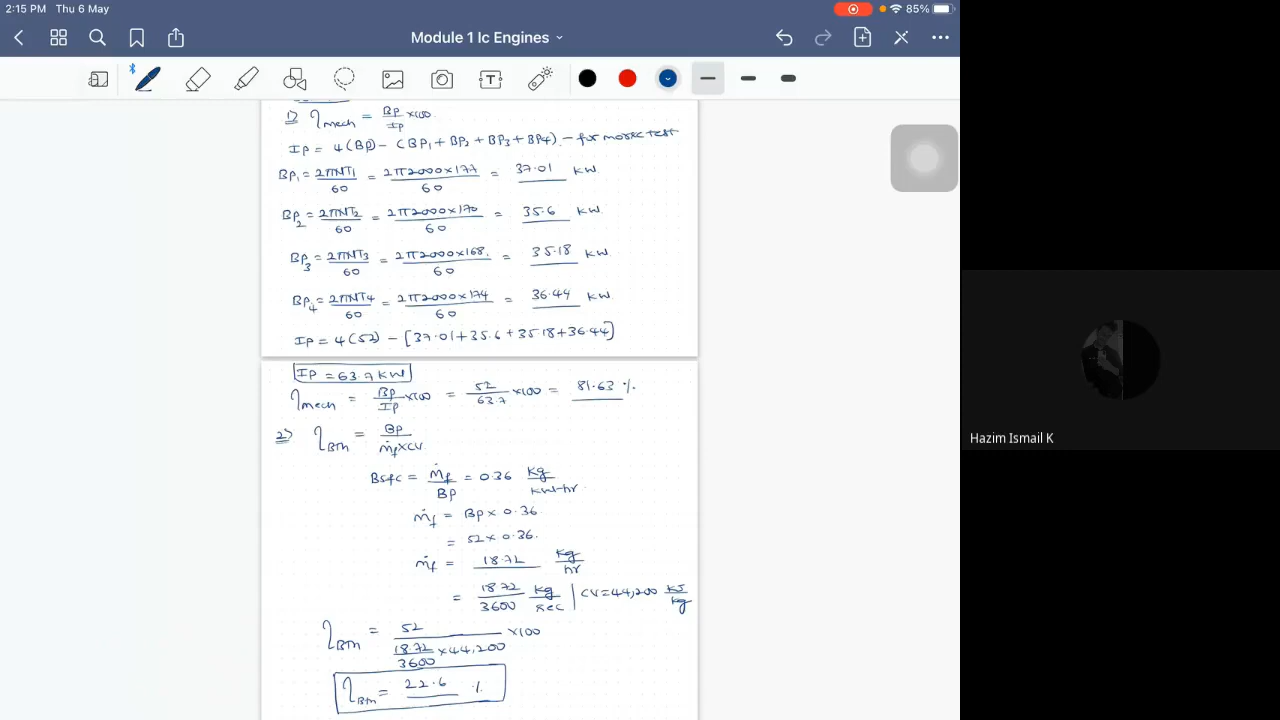 2:15 PM Thu 6 May
85%
Module 1 Ic Engines
1) ηmech = BP/IP ×100
IP = 4(BP) - (BP1 + BP2 + BP3 + BP4) - for morse test
BP1 = 2πNT1/60 = 2π2000×177/60 = 37.01 kW
BP2 = 2πNT2/60 = 2π2000×170/60 = 35.6 kW
BP3 = 2πNT3/60 = 2π2000×168/60 = 35.18 kW
BP4 = 2πNT4/60 = 2π2000×174/60 = 36.44 kW
IP = 4(52) - [37.01+35.6+35.18+36.44]
IP = 63.7 kW
ηmech = BP/IP ×100 = 52/63.7 ×100 = 81.63 %
2) ηBTh = BP/ṁf×CV
Bsfc = ṁf/BP = 0.36 kg/kW-hr
ṁf = BP × 0.36
= 52 × 0.36
ṁf = 18.72 kg/hr
= 18.72/3600 kg/sec | CV=44,200 kJ/kg
ηBTh = 52/(18.72/3600 ×44,200) ×100
ηBTh = 22.6 %
Hazim Ismail K